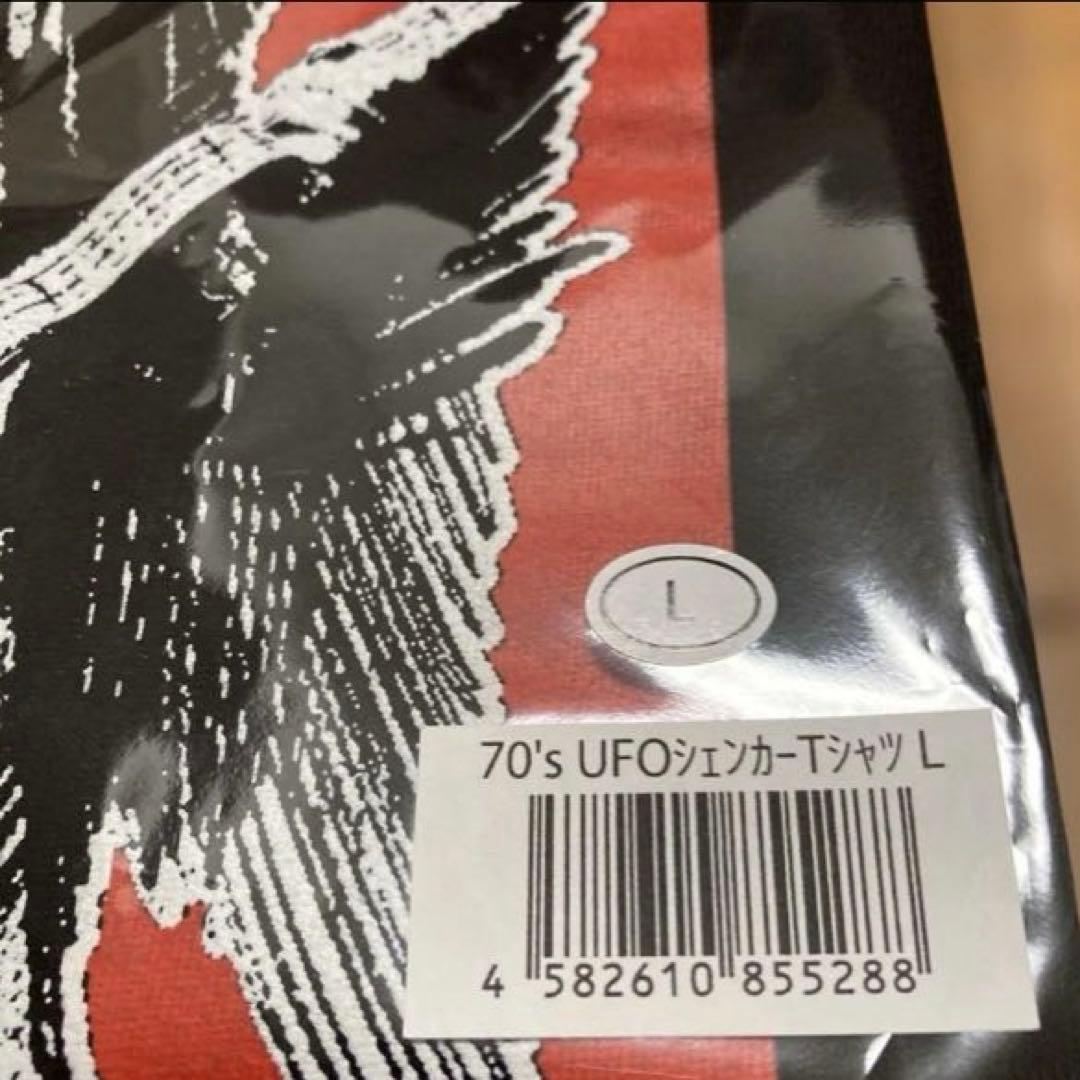 L
70's UFOｼｪﾝｶｰTｼｬﾂ L
4 582610 855288